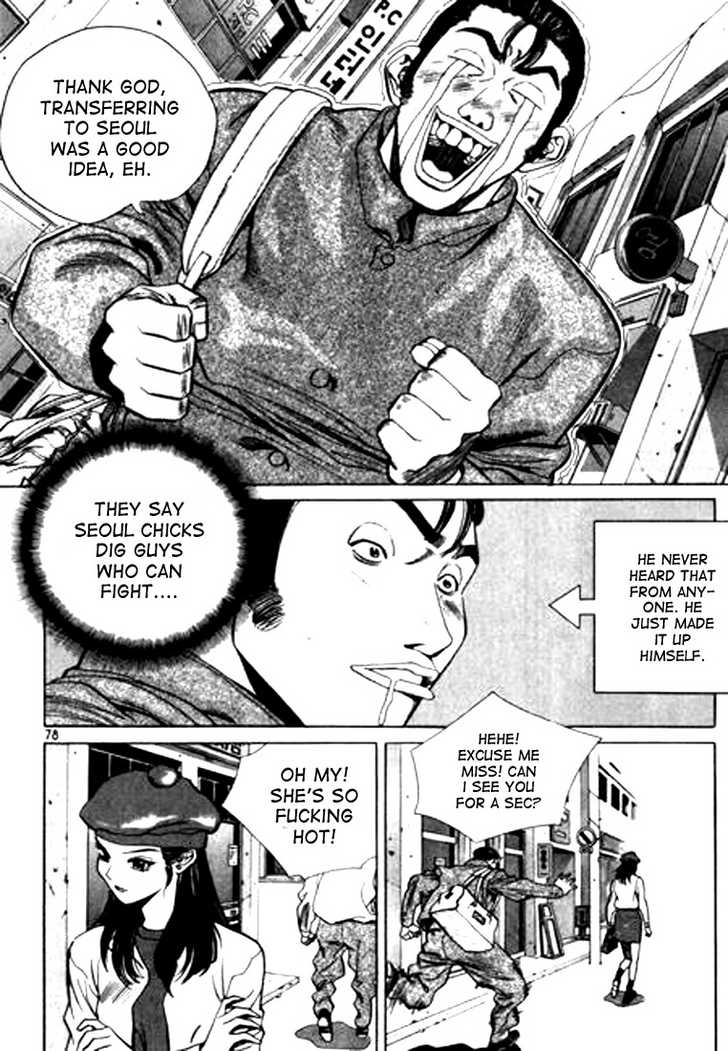 THANK GOD,
TRANSFERRING
TO SEOUL
WAS A GOOD
IDEA, EH.
THEY SAY
SEOUL CHICKS
DIG GUYS
WHO CAN
FIGHT....
HE NEVER
HEARD THAT
FROM ANY-
ONE. HE
JUST MADE
IT UP
HIMSELF.
78
OH MY!
SHE'S SO
FUCKING
HOT!
HEHE!
EXCUSE ME
MISS! CAN
I SEE YOU
FOR A SEC?